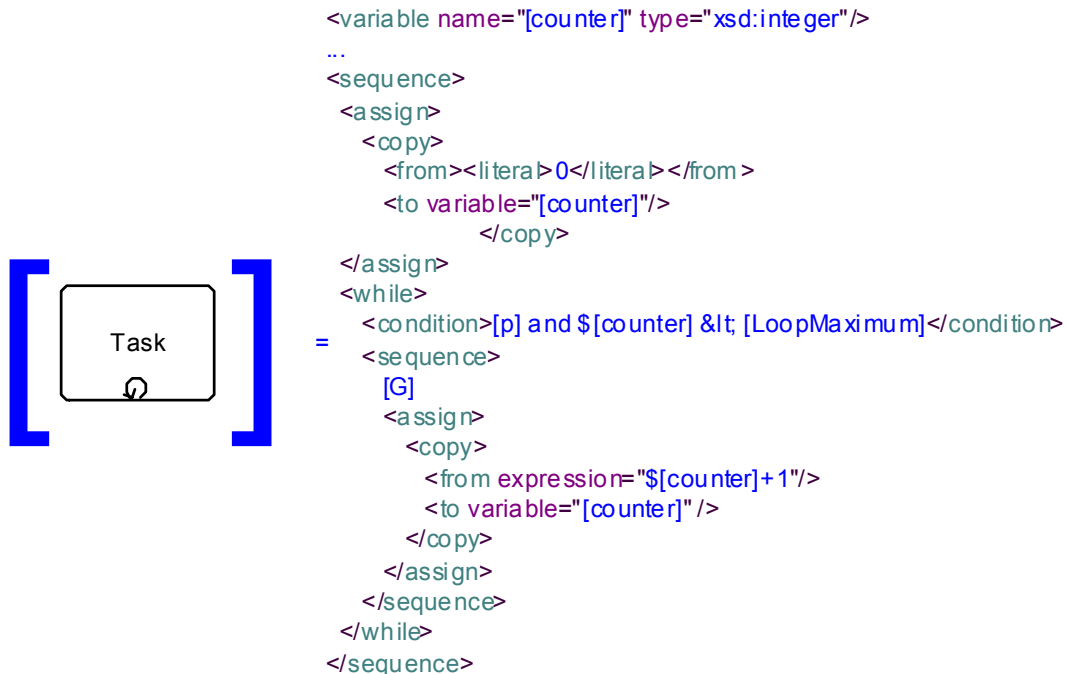 <variable name="[counter]" type="xsd:integer"/>
...
<sequence>
<assign>
<copy>
<from><literal>0</literal></from>
<to variable="[counter]"/>
</copy>
</assign>
<while>
<condition>[p] and $[counter] &lt; [LoopMaximum]</condition>
Task
=
<sequence>
[G]
<assign>
<copy>
<from expression="$[counter]+1"/>
<to variable="[counter]"/>
</copy>
</assign>
</sequence>
</while>
</sequence>